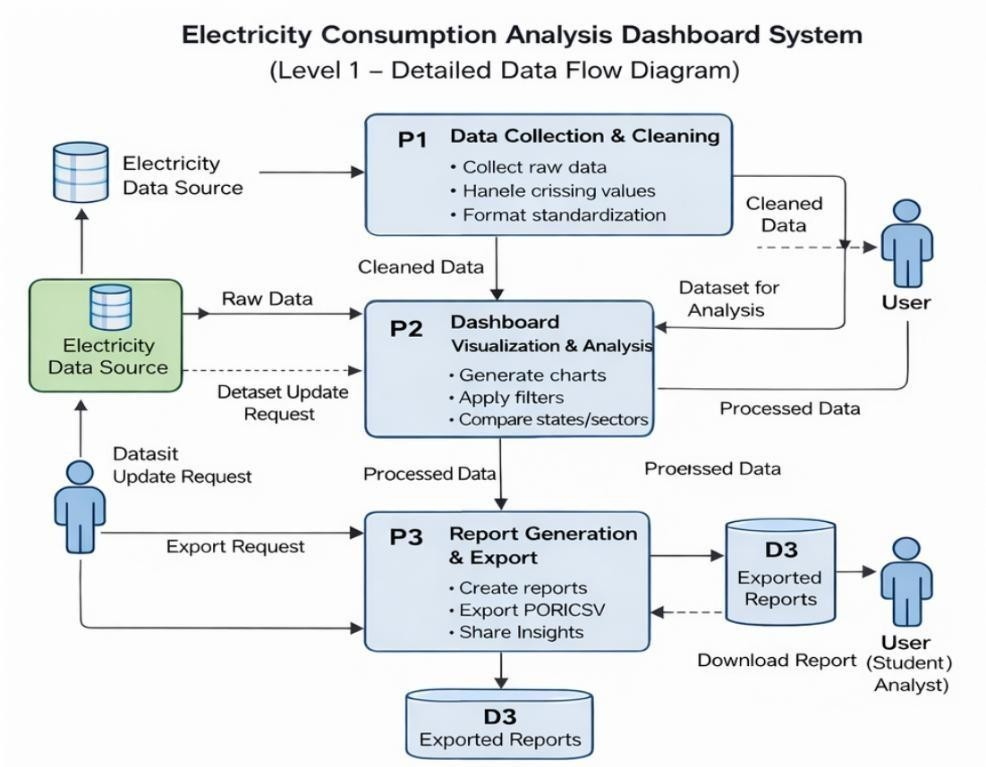 Electricity Consumption Analysis Dashboard System
(Level 1 – Detailed Data Flow Diagram)
Electricity
Data Source
P1 Data Collection & Cleaning
• Collect raw data
• Hanele crissing values
• Format standardization
Cleaned
Data
User
Cleaned Data
Dataset for
Analysis
Raw Data
Electricity
Data Source
P2 Dashboard
Visualization & Analysis
• Generate charts
• Apply filters
• Compare states/sectors
Detaset Update
Request
Processed Data
Datasit
Update Request
Processed Data
Proeissed Data
Export Request
P3 Report Generation
& Export
• Create reports
• Export PORICSV
• Share Insights
D3
Exported
Reports
Download Report
User
(Student)
Analyst)
D3
Exported Reports